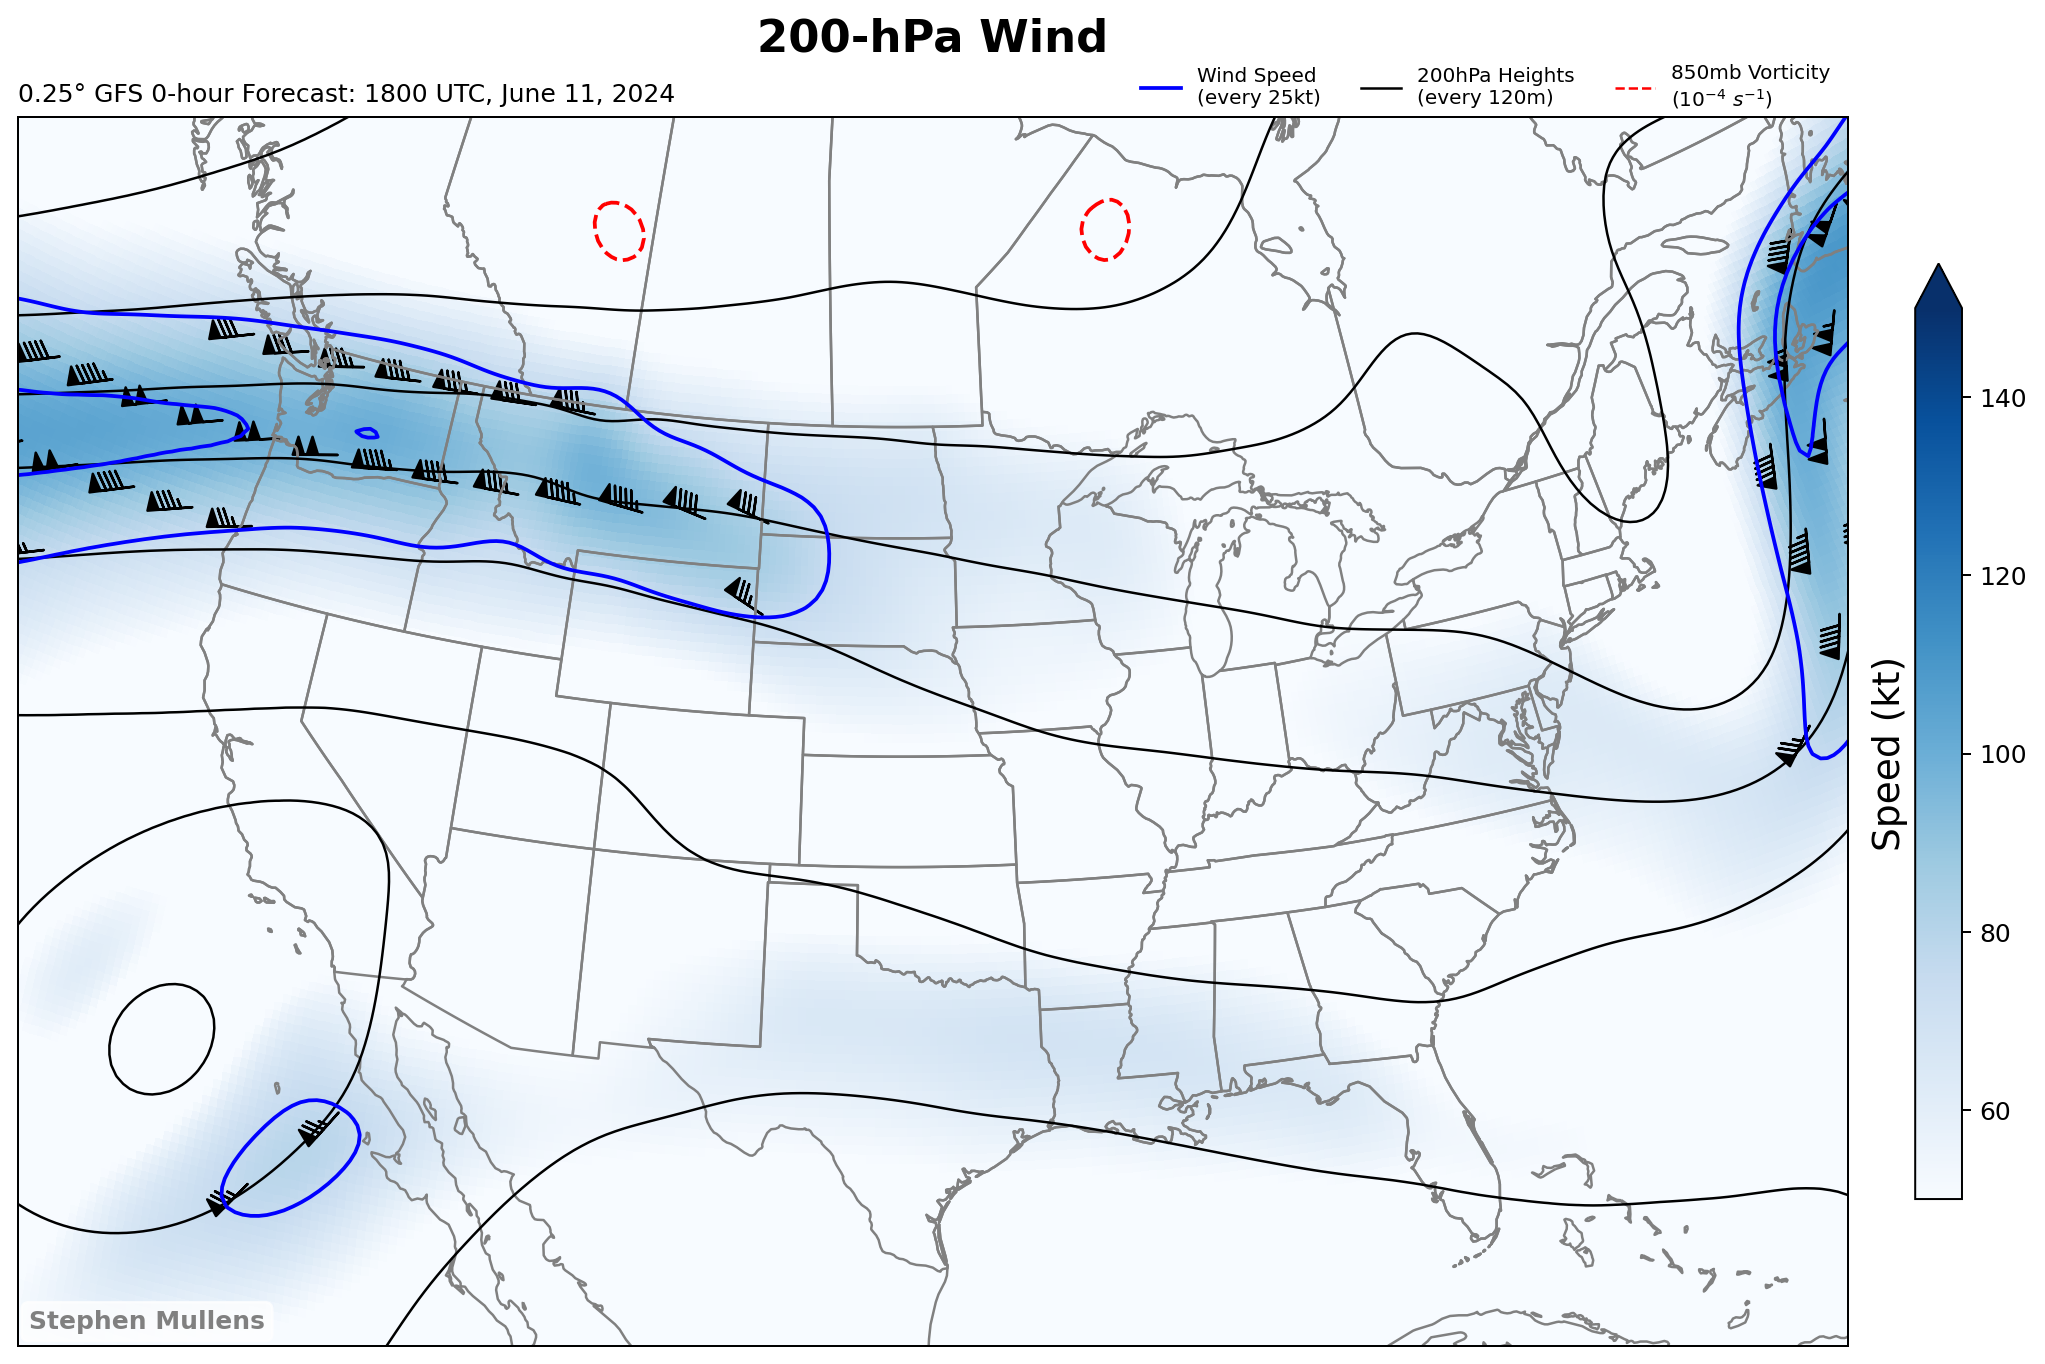 200-hPa Wind
0.25° GFS 0-hour Forecast: 1800 UTC, June 11, 2024
Wind Speed
(every 25kt)
200hPa Heights
(every 120m)
850mb Vorticity
(10⁻⁴ s⁻¹)
140
120
100
80
60
Speed (kt)
Stephen Mullens